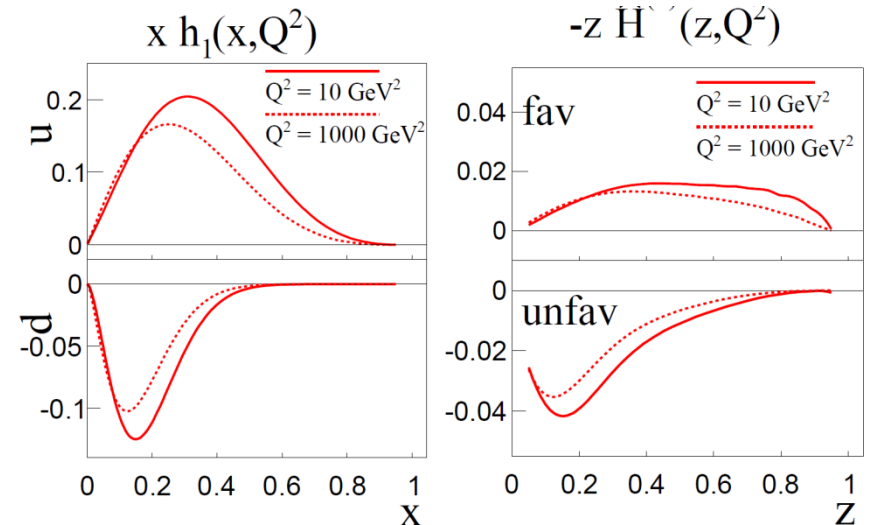 x h₁(x,Q²)
u
0.2
0.1
0
Q² = 10 GeV²
Q² = 1000 GeV²
d
0
-0.05
-0.1
0 0.2 0.4 0.6 0.8 1
x
(z,Q²)
fav
0.04
0.02
0
Q² = 10 GeV²
Q² = 1000 GeV²
unfav
0
-0.02
-0.04
0 0.2 0.4 0.6 0.8 1
z